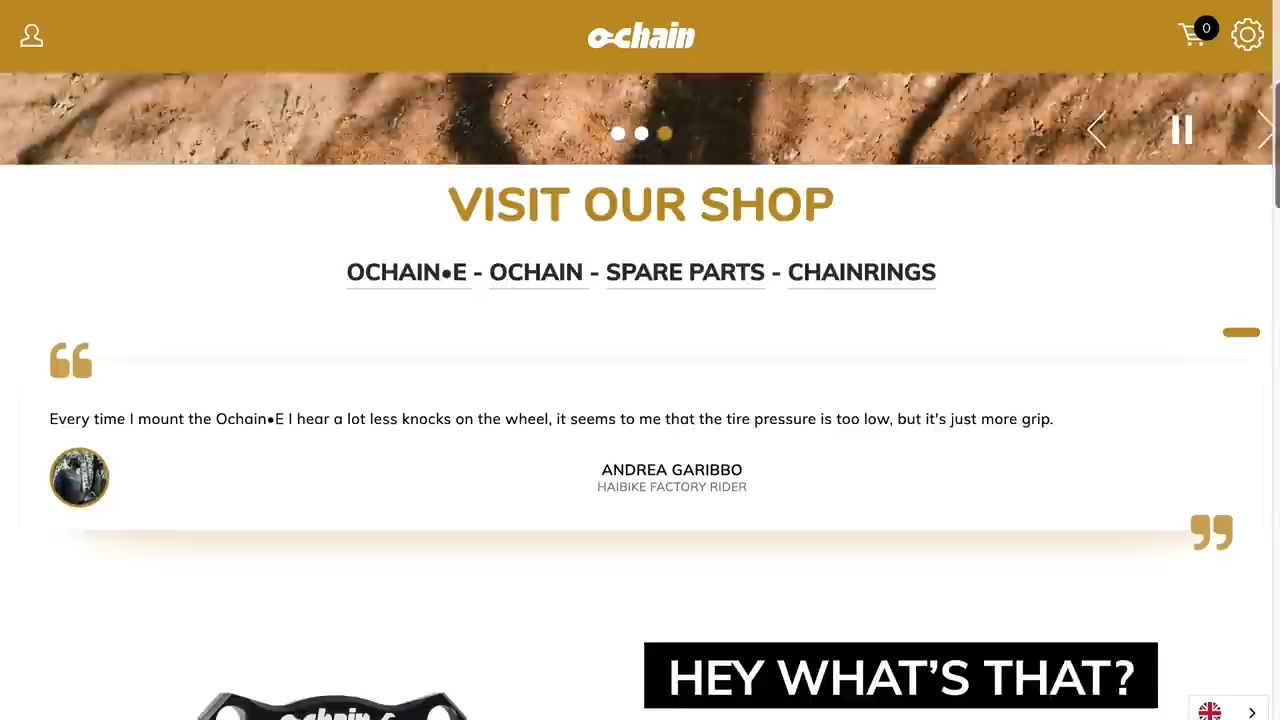 ochain
0
VISIT OUR SHOP
OCHAIN•E - OCHAIN - SPARE PARTS - CHAINRINGS
Every time I mount the Ochain•E I hear a lot less knocks on the wheel, it seems to me that the tire pressure is too low, but it's just more grip.
ANDREA GARIBBO
HAIBIKE FACTORY RIDER
HEY WHAT'S THAT?
ochain